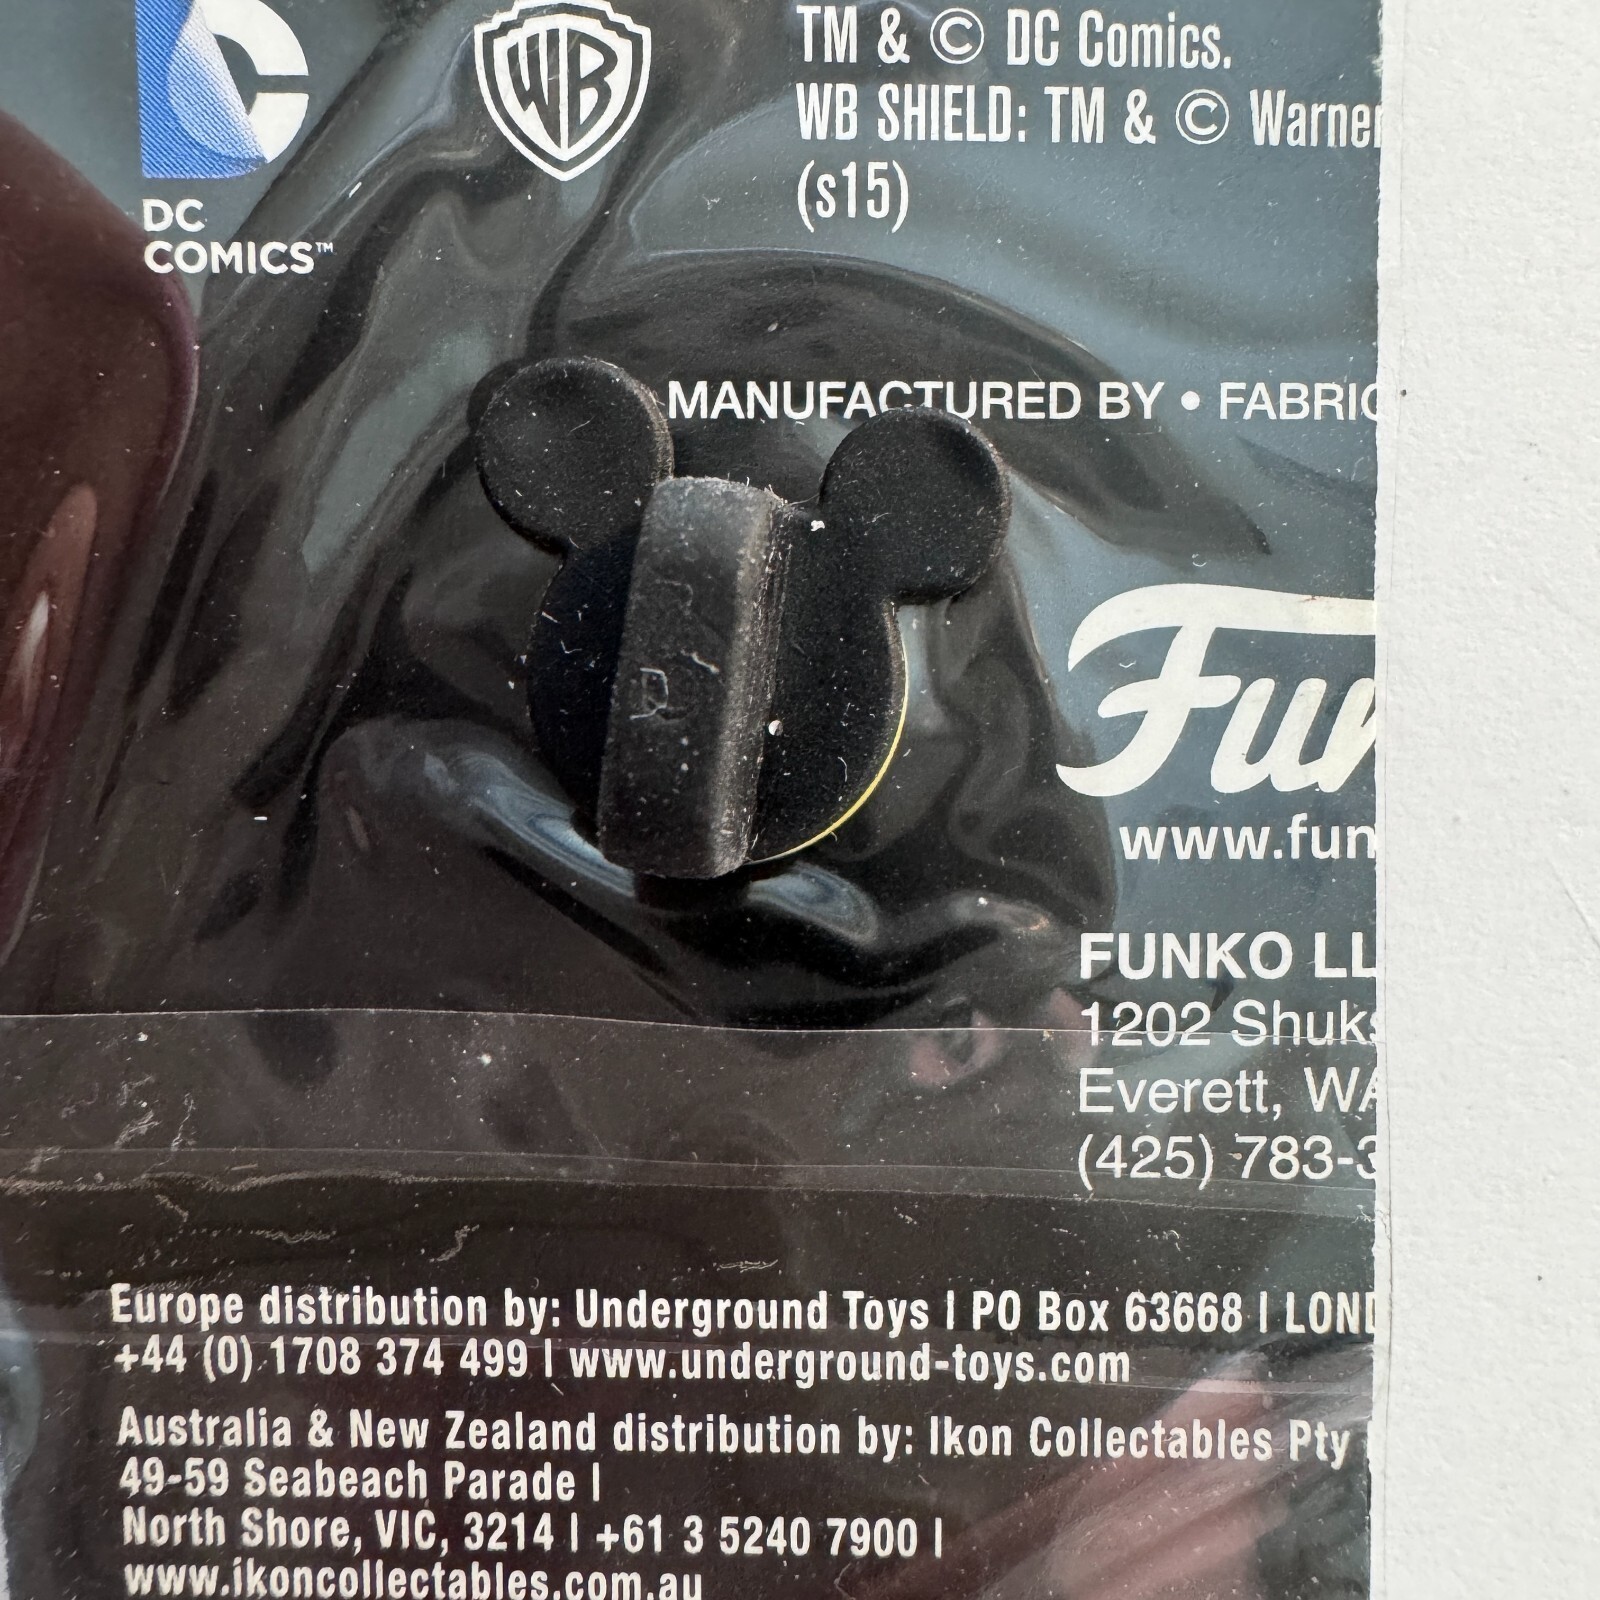 DC
COMICS™
WB
TM & © DC Comics.
WB SHIELD: TM & © Warner
(s15)
MANUFACTURED BY • FABRIC
www.fun
FUNKO LL
1202 Shuks
Everett, WA
(425) 783-3
Europe distribution by: Underground Toys | PO Box 63668 | LOND
+44 (0) 1708 374 499 | www.underground-toys.com
Australia & New Zealand distribution by: Ikon Collectables Pty
49-59 Seabeach Parade |
North Shore, VIC, 3214 | +61 3 5240 7900 |
www.ikoncollectables.com.au